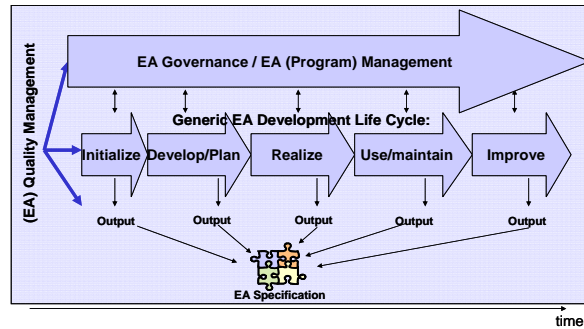 (EA) Quality Management
EA Governance / EA (Program) Management
Generic EA Development Life Cycle:
Initialize
Develop/Plan
Realize
Use/maintain
Improve
Output
Output
Output
Output
Output
EA Specification
time